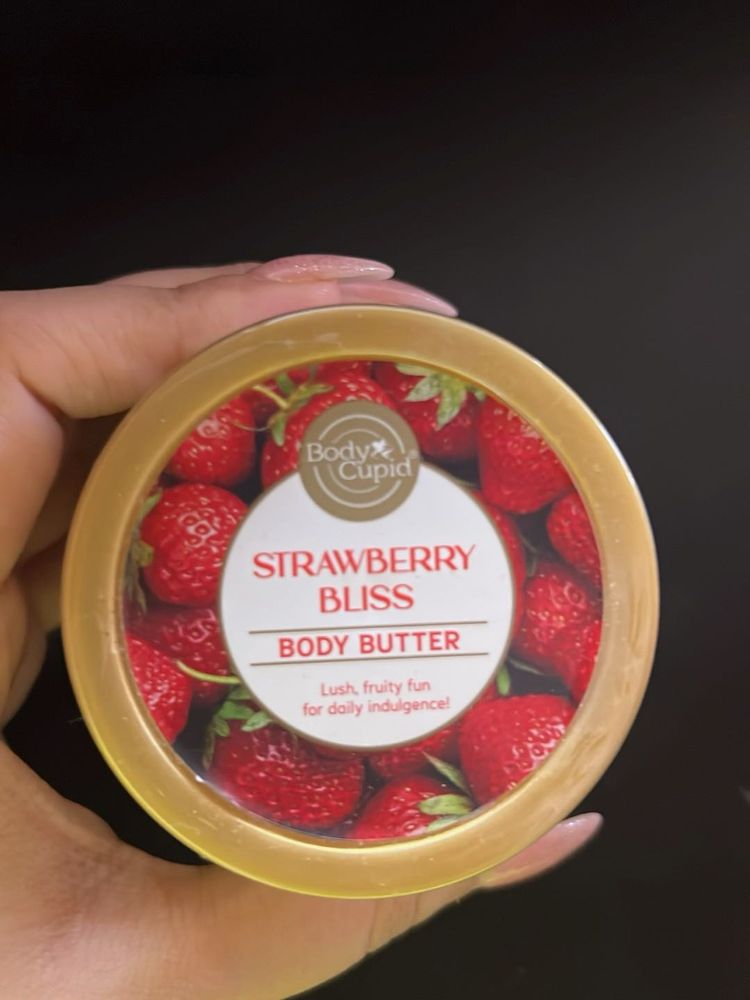 Body
Cupid®
STRAWBERRY
BLISS
BODY BUTTER
Lush, fruity fun
for daily indulgence!